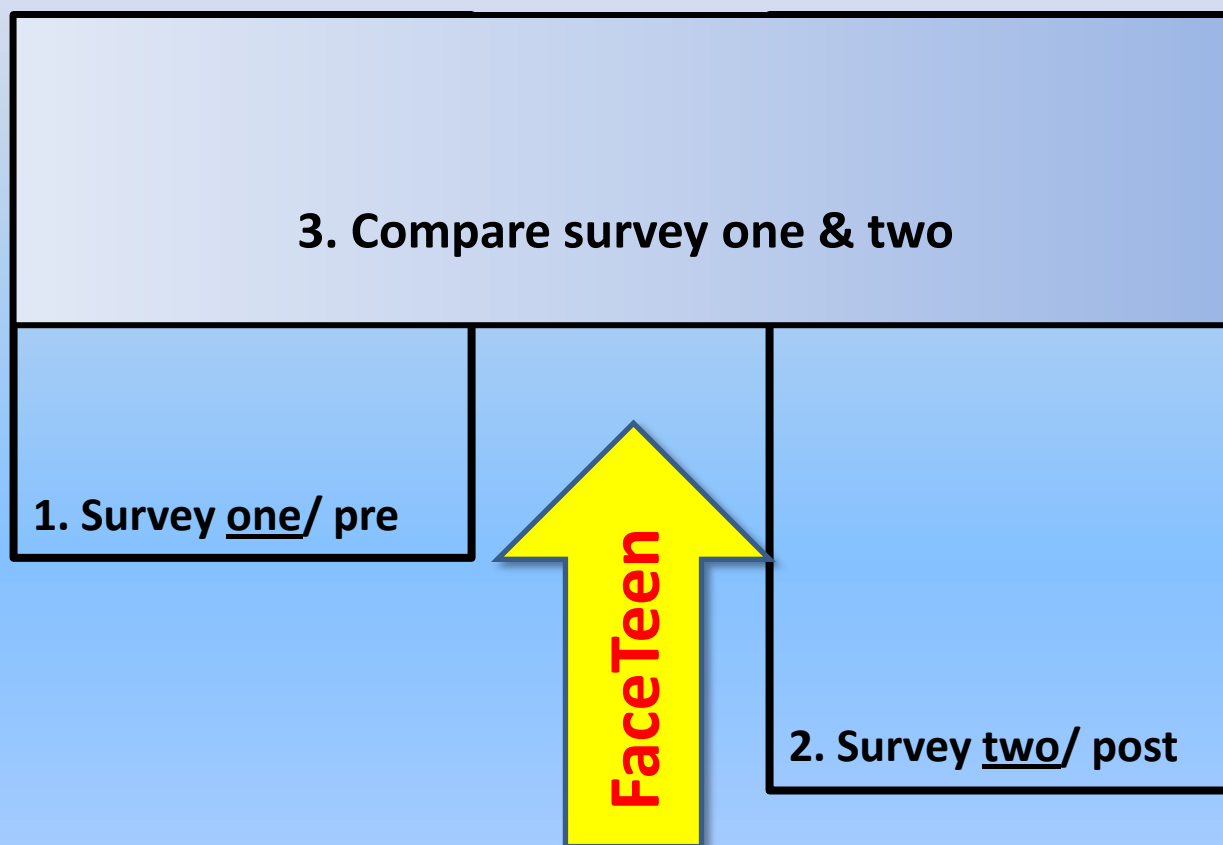 3. Compare survey one & two
1. Survey one/ pre
FaceTeen
2. Survey two/ post